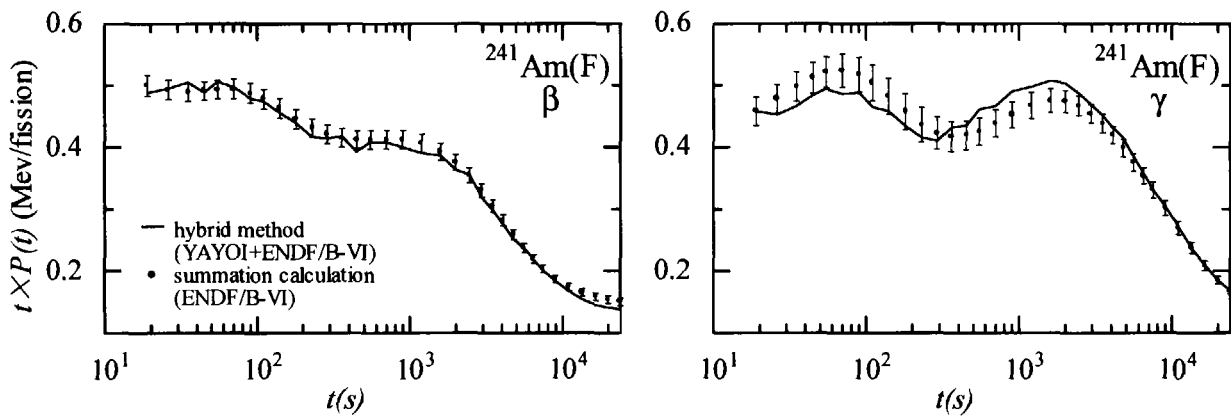 t×P(t) (Mev/fission)
0.6
0.4
0.2
241Am(F)
β
hybrid method
(YAYOI+ENDF/B-VI)
summation calculation
(ENDF/B-VI)
10^1
10^2
10^3
10^4
t(s)
0.6
0.4
0.2
241Am(F)
γ
10^1
10^2
10^3
10^4
t(s)